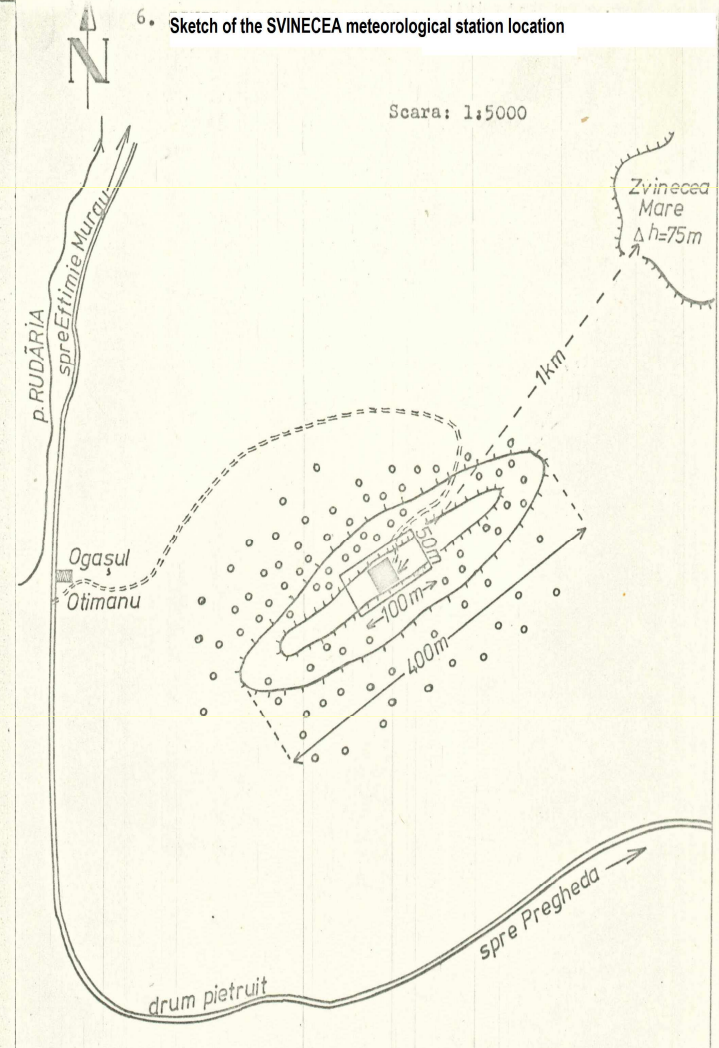 6. Sketch of the SVINECEA meteorological station location
N
Scara: 1:5000
Zvinecea
Mare
Δ h=75m
p. RUDĂRIA
spre Eftimie Murgu
1km
50m
100m
400m
Ogașul
Otimanu
spre Pregheda
drum pietruit